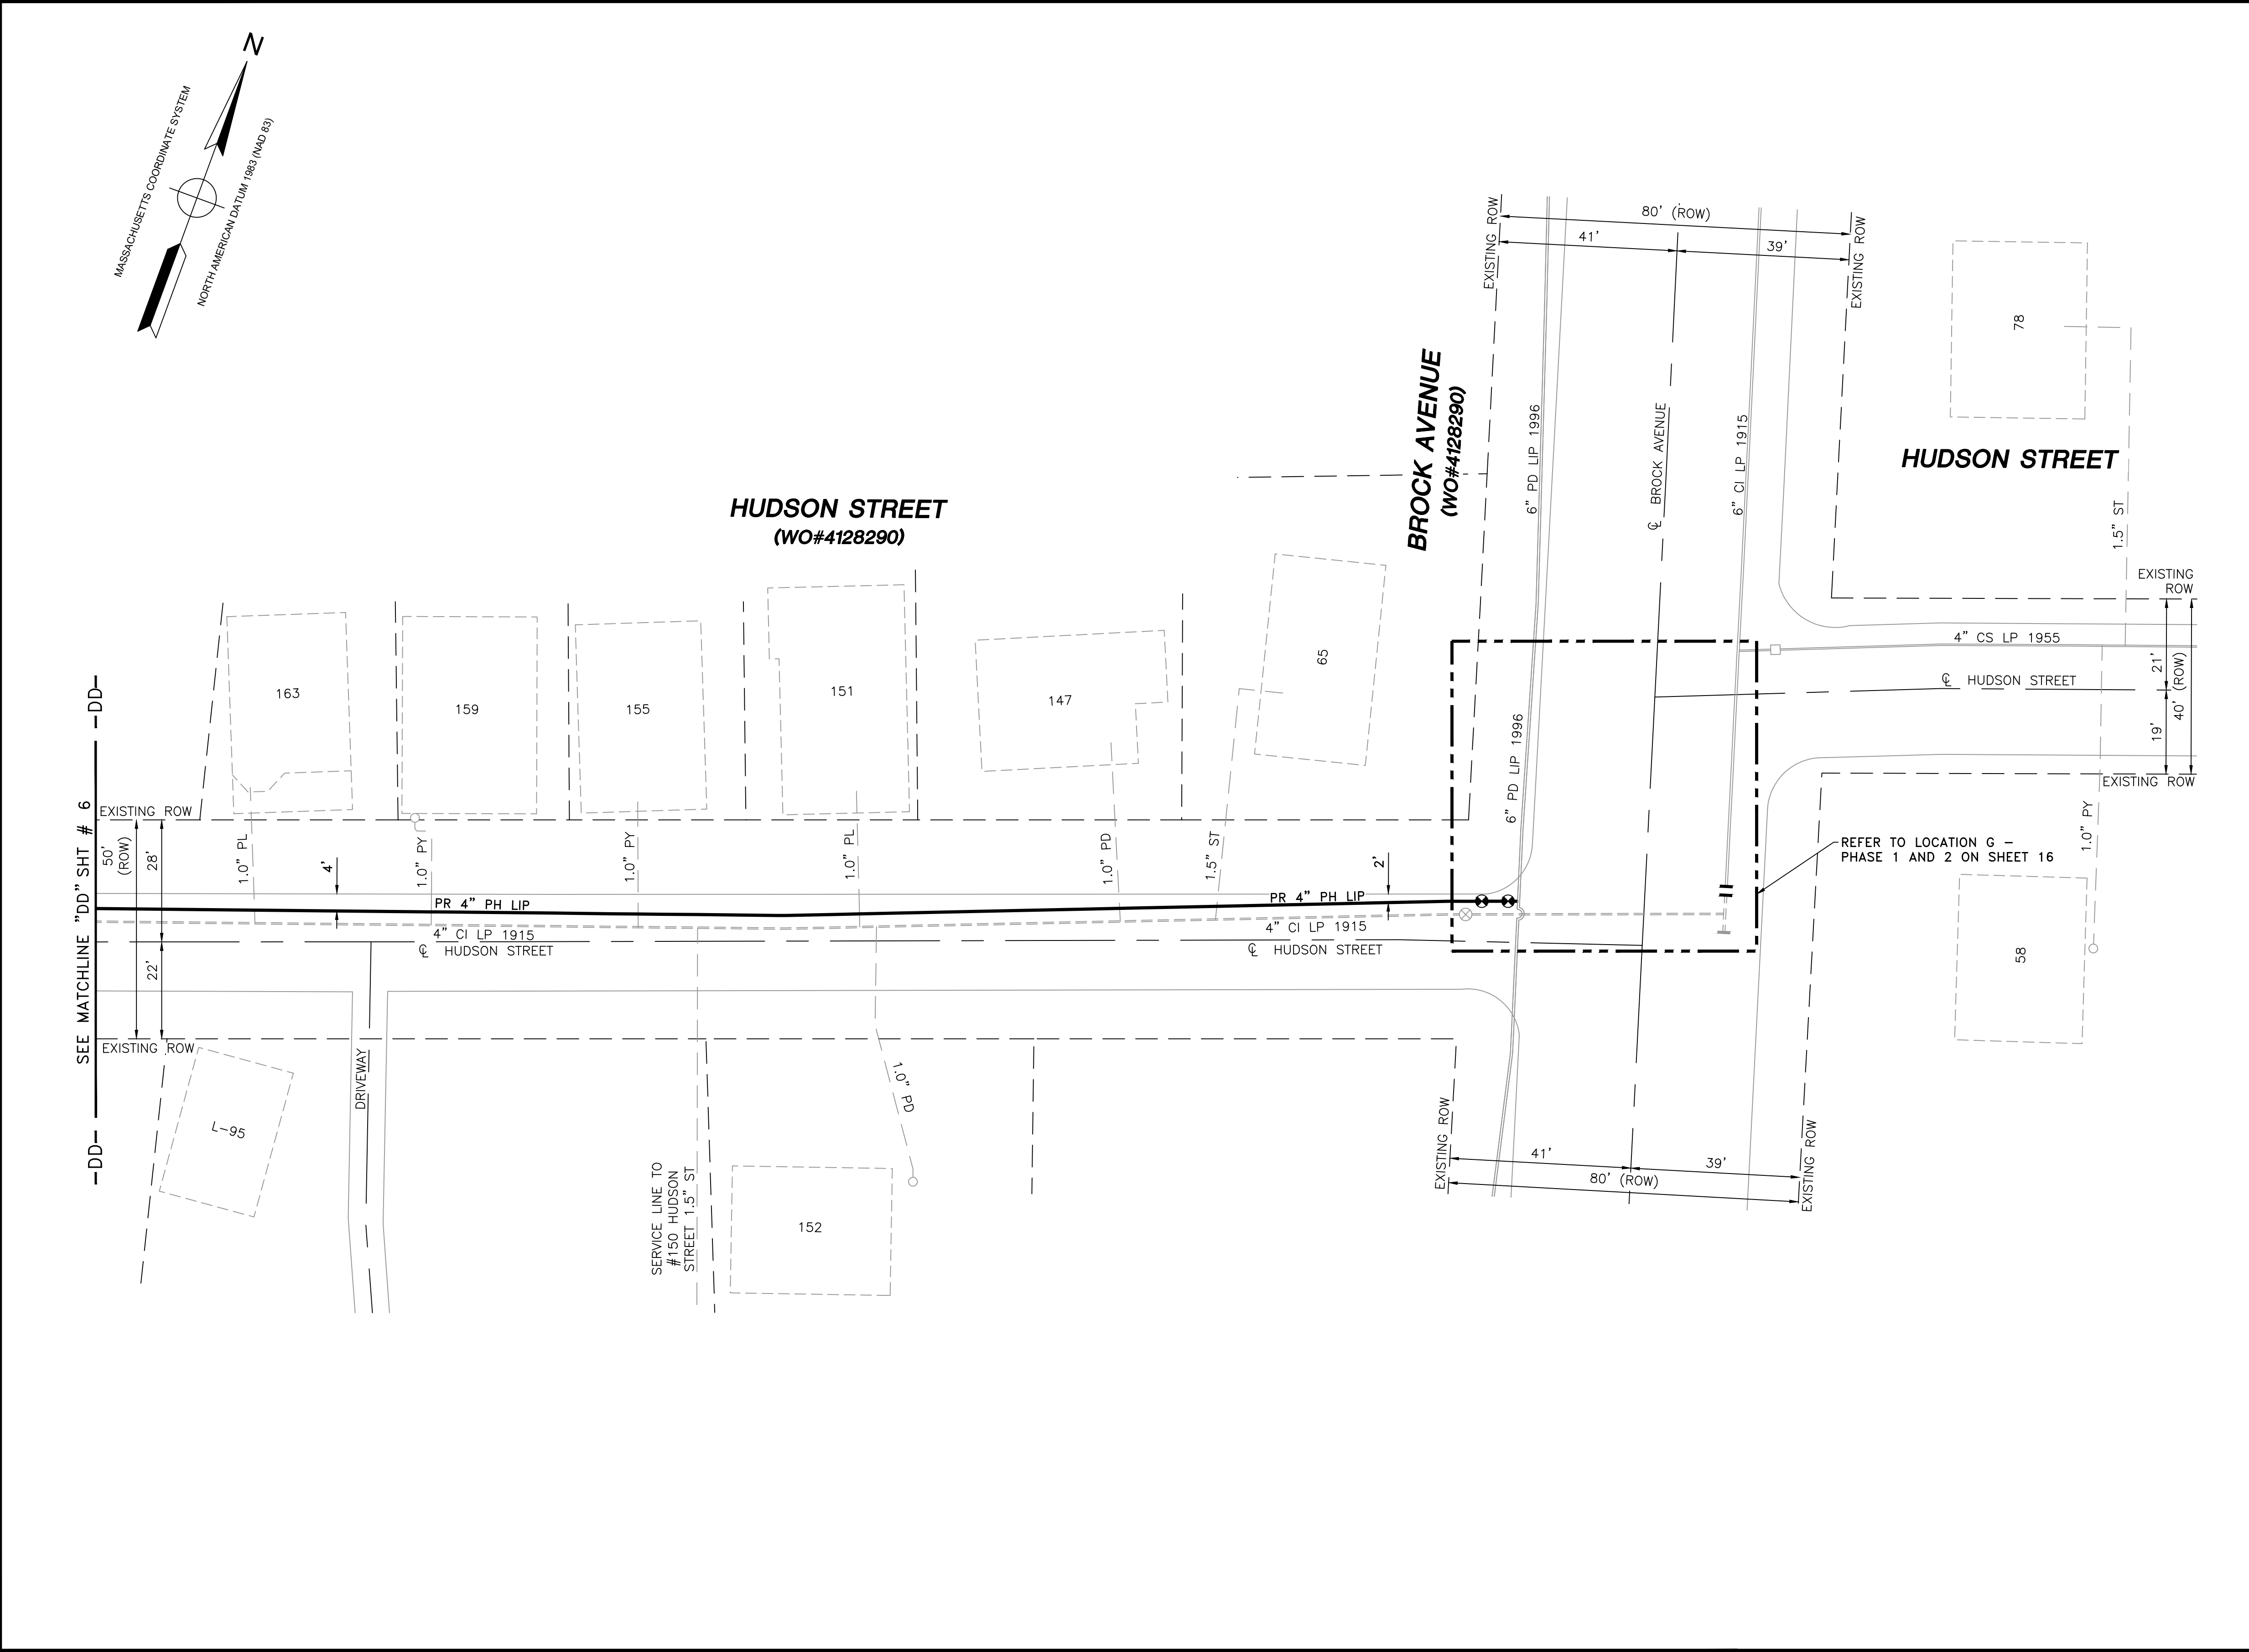 N
MASSACHUSETTS COORDINATE SYSTEM
NORTH AMERICAN DATUM 1983 (NAD 83)
80' (ROW)
41'
39'
EXISTING ROW
EXISTING ROW
78
BROCK AVENUE
(WO#4128290)
6" PD LIP 1996
℄ BROCK AVENUE
6" CI LP 1915
HUDSON STREET
1.5" ST
HUDSON STREET
(WO#4128290)
EXISTING
ROW
4" CS LP 1955
℄ HUDSON STREET
21'
19'
40'
(ROW)
EXISTING ROW
DD
163
159
155
151
147
65
6" PD LIP 1996
SEE MATCHLINE "DD" SHT # 6
EXISTING ROW
50'
(ROW)
28'
22'
1.0" PL
4'
1.0" PY
1.0" PY
1.0" PL
1.0" PD
1.5" ST
2'
REFER TO LOCATION G –
PHASE 1 AND 2 ON SHEET 16
1.0" PY
PR 4" PH LIP
PR 4" PH LIP
4" CI LP 1915
℄ HUDSON STREET
4" CI LP 1915
℄ HUDSON STREET
58
EXISTING ROW
DRIVEWAY
L-95
1.0" PD
DD
SERVICE LINE TO
#150 HUDSON
STREET 1.5" ST
152
EXISTING ROW
41'
39'
80' (ROW)
EXISTING ROW